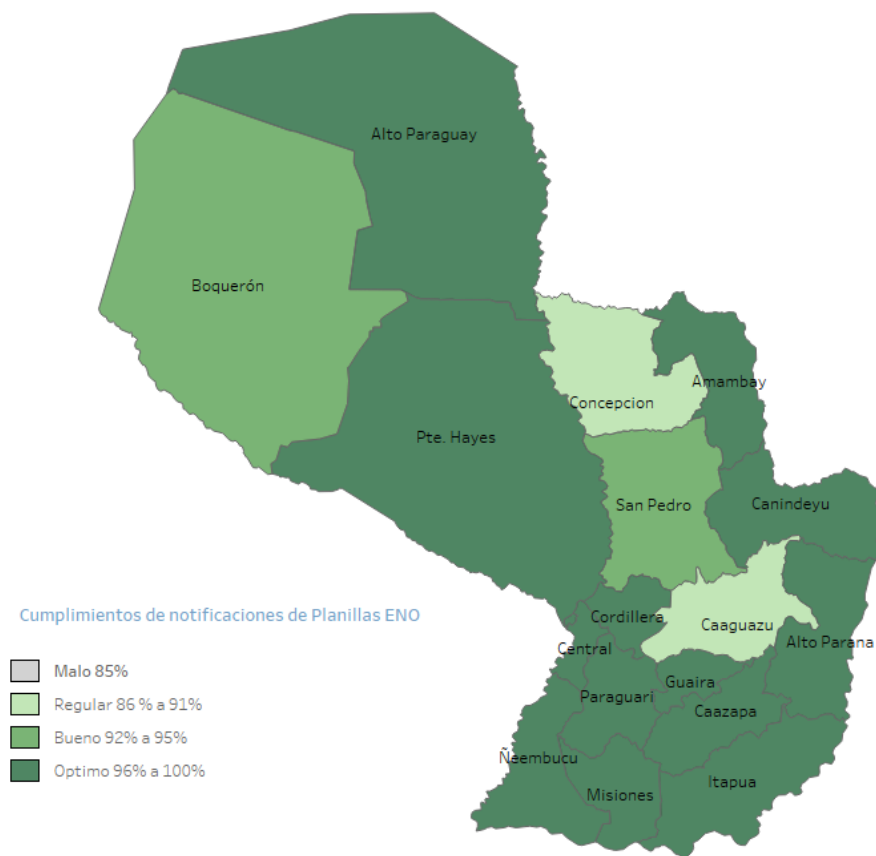 Alto Paraguay
Boquerón
Amambay
Concepcion
Pte. Hayes
San Pedro
Canindeyu
Cumplimientos de notificaciones de Planillas ENO
Cordillera
Caaguazu
Alto Parana
Central
Malo 85%
Guaira
Regular 86 % a 91%
Paraguari
Caazapa
Bueno 92% a 95%
Ñeembucu
Optimo 96% a 100%
Misiones
Itapua